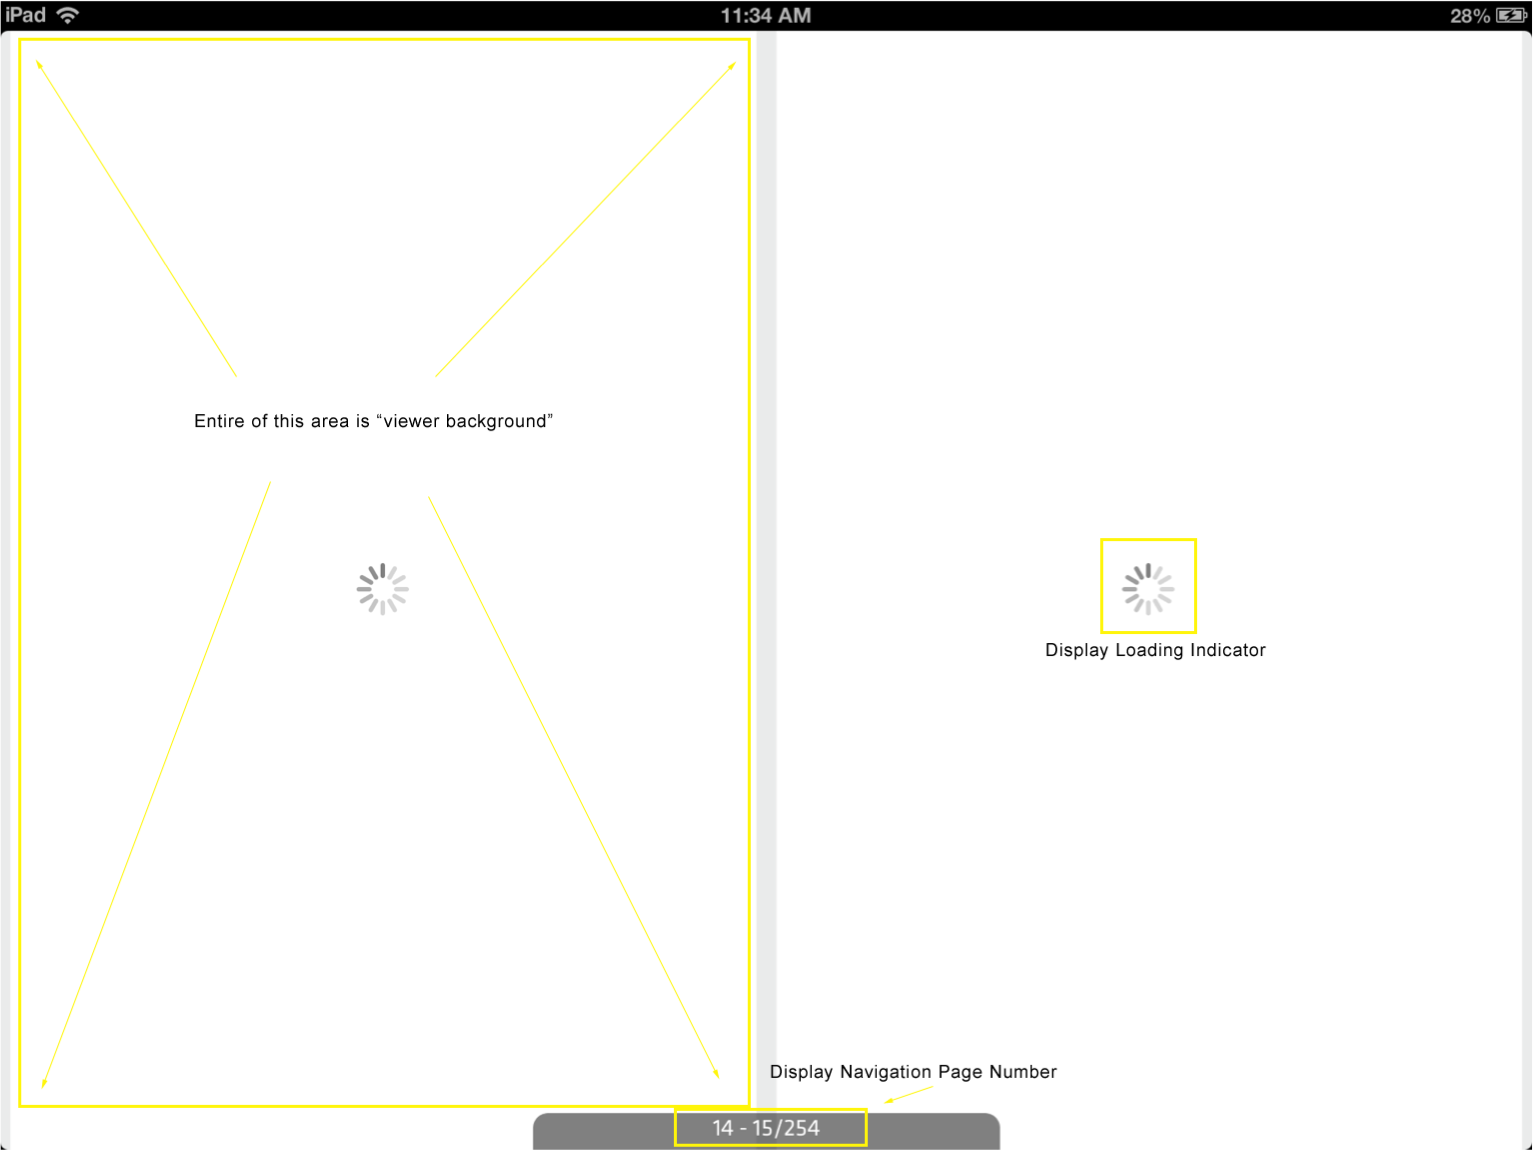 iPad
11:34 AM
28%
Entire of this area is “viewer background”
Display Loading Indicator
Display Navigation Page Number
14 - 15/254